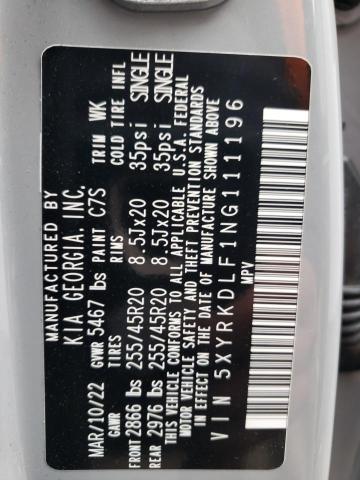 MANUFACTURED BY
KIA GEORGIA, INC.
MAR/10/22 GVWR 5467 lbs PAINT C7S TRIM WK
GAWR TIRES RIMS COLD TIRE INFL
FRONT 2866 lbs 255/45R20 8.5Jx20 35psi SINGLE
REAR 2976 lbs 255/45R20 8.5Jx20 35psi SINGLE
THIS VEHICLE CONFORMS TO ALL APPLICABLE U.S.A. FEDERAL
MOTOR VEHICLE SAFETY AND THEFT PREVENTION STANDARDS
IN EFFECT ON THE DATE OF MANUFACTURE SHOWN ABOVE.
VIN 5XYRKDLF1NG111196
MPV